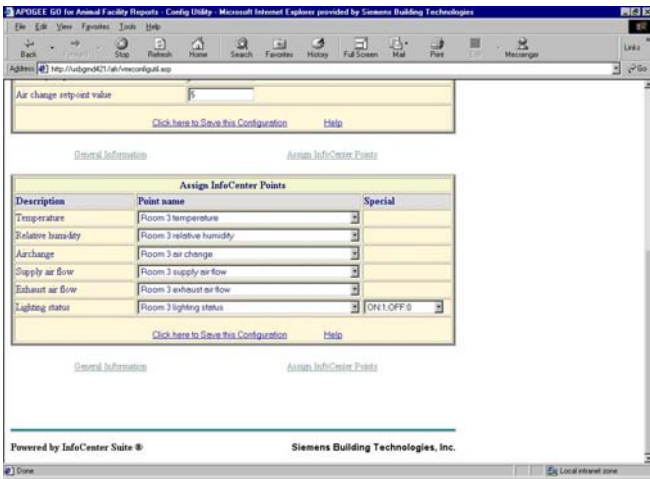 APOGEE GO for Animal Facility Reports - Config Utility - Microsoft Internet Explorer provided by Siemens Building Technologies
File Edit View Favorites Tools Help
Back Forward Stop Refresh Home Search Favorites History Full Screen Mail Print Edit Messenger Links
Address Go
Air change setpoint value 5
Click here to Save this Configuration Help
General Information Assign InfoCenter Points
Assign InfoCenter Points
Description Point name Special
Temperature Room 3 temperature
Relative humidity Room 3 relative humidity
Airchange Room 3 air change
Supply air flow Room 3 supply air flow
Exhaust air flow Room 3 exhaust air flow
Lighting status Room 3 lighting status ON:1;OFF:0
Click here to Save this Configuration Help
General Information Assign InfoCenter Points
Powered by InfoCenter Suite ® Siemens Building Technologies, Inc.
Done Local intranet zone